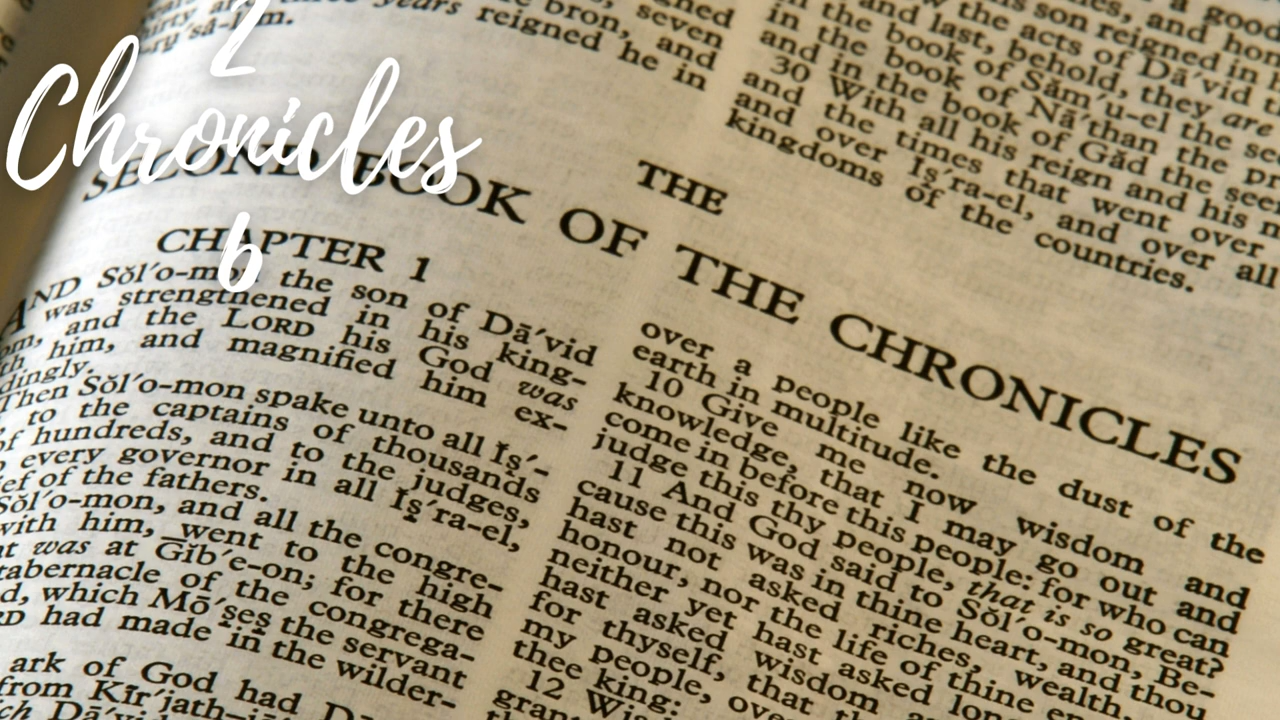 2
Chronicles
6
years reigned he in
bron, and
seven
30 With all his reign and his
and the times that went over
and over Iş'ra-el, and over all
kingdoms of the countries.
in the book of Săm'u-el the
and in the book of Nā'than the
and in the book of Găd the
THE
SECOND BOOK OF THE CHRONICLES
CHAPTER 1
AND Sŏl'o-mon the son of Dā'vid
was strengthened in his king-
and the LORD his God was
him, and magnified him ex-
Then Sŏl'o-mon spake unto all Iş'-
to the captains of thousands
of hundreds, and to the judges,
every governor in all Iş'ra-el,
of the fathers.
Sŏl'o-mon, and all the congre-
with him, went to the high
was at Gĭb'e-on; for there
tabernacle of the congrega-
which Mō'şeş the servant
had made in the wilder-
ark of God had
from Kĭr'jath–
over a people like the dust of the
earth in multitude.
10 Give me now wisdom and
knowledge, that I may go out and
come in before this people: for who can
judge this thy people, that is so great?
11 And God said to Sŏl'o-mon, Be-
cause this was in thine heart, and thou
hast not asked riches, wealth,
honour, nor the life of thine
neither yet hast asked long
hast asked wisdom
for thyself, that
my people, over
thee king:
12